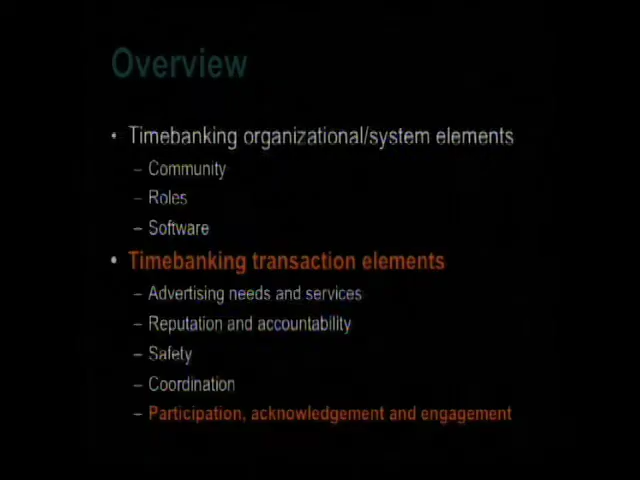 Overview
• Timebanking organizational/system elements
– Community
– Roles
– Software
• Timebanking transaction elements
– Advertising needs and services
– Reputation and accountability
– Safety
– Coordination
– Participation, acknowledgement and engagement